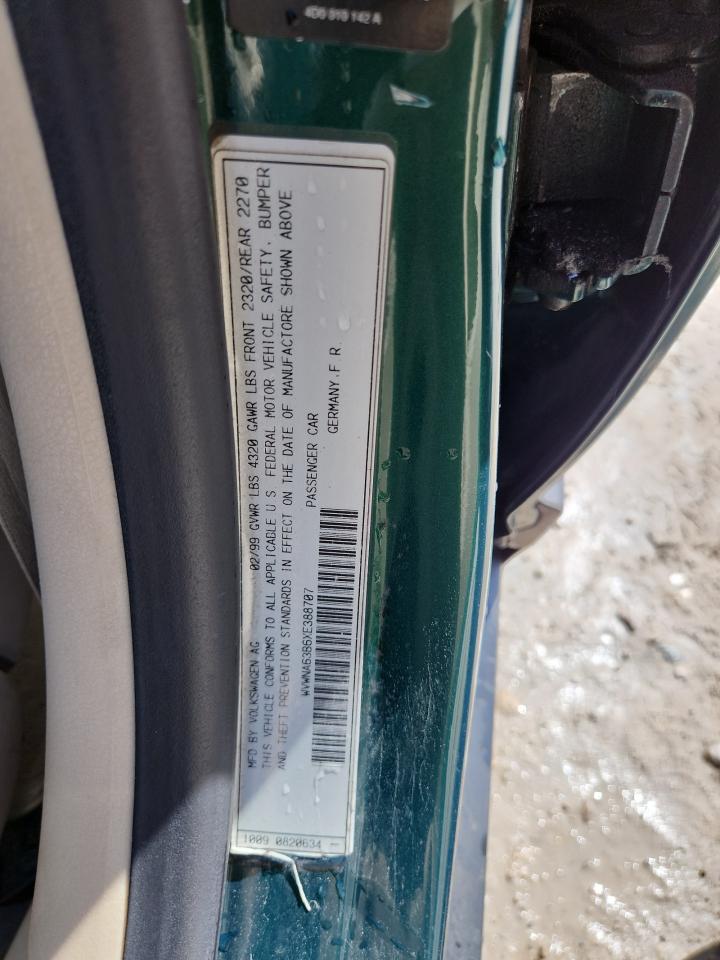 4D0 010 142 A
MFD BY VOLKSWAGEN AG 02/99 GVWR LBS 4320 GAWR LBS FRONT 2320/REAR 2270
THIS VEHICLE CONFORMS TO ALL APPLICABLE U S FEDERAL MOTOR VEHICLE SAFETY, BUMPER
AND THEFT PREVENTION STANDARDS IN EFFECT ON THE DATE OF MANUFACTORE SHOWN ABOVE
WVWNA63B6XE388707 PASSENGER CAR
GERMANY,F R.
1009 0820634